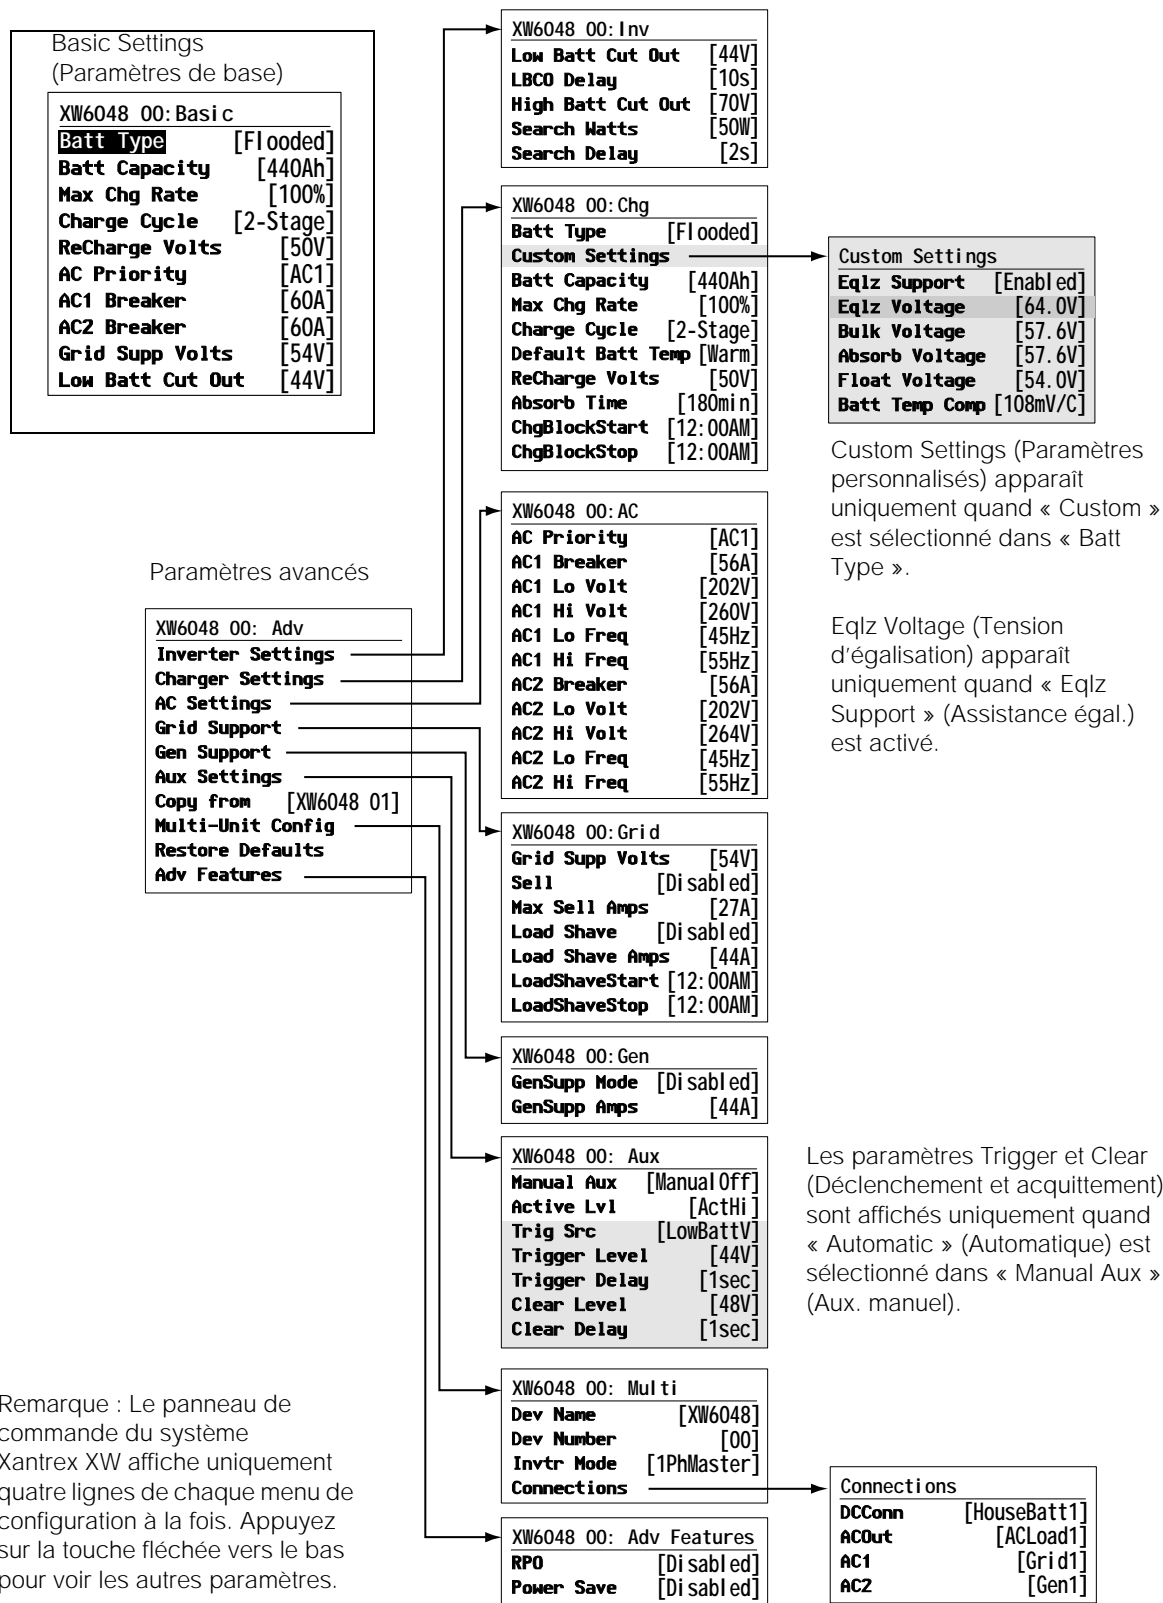 Basic Settings
(Paramètres de base)
XW6048 00:Basic
Batt Type [Flooded]
Batt Capacity [440Ah]
Max Chg Rate [100%]
Charge Cycle [2-Stage]
ReCharge Volts [50V]
AC Priority [AC1]
AC1 Breaker [60A]
AC2 Breaker [60A]
Grid Supp Volts [54V]
Low Batt Cut Out [44V]
Paramètres avancés
XW6048 00: Adv
Inverter Settings
Charger Settings
AC Settings
Grid Support
Gen Support
Aux Settings
Copy from [XW6048 01]
Multi-Unit Config
Restore Defaults
Adv Features
XW6048 00:Inv
Low Batt Cut Out [44V]
LBCO Delay [10s]
High Batt Cut Out [70V]
Search Watts [50W]
Search Delay [2s]
XW6048 00:Chg
Batt Type [Flooded]
Custom Settings
Batt Capacity [440Ah]
Max Chg Rate [100%]
Charge Cycle [2-Stage]
Default Batt Temp [Warm]
ReCharge Volts [50V]
Absorb Time [180min]
ChgBlockStart [12:00AM]
ChgBlockStop [12:00AM]
Custom Settings
Eqlz Support [Enabled]
Eqlz Voltage [64.0V]
Bulk Voltage [57.6V]
Absorb Voltage [57.6V]
Float Voltage [54.0V]
Batt Temp Comp [108mV/C]
Custom Settings (Paramètres
personnalisés) apparaît
uniquement quand « Custom »
est sélectionné dans « Batt
Type ».
Eqlz Voltage (Tension
d'égalisation) apparaît
uniquement quand « Eqlz
Support » (Assistance égal.)
est activé.
XW6048 00:AC
AC Priority [AC1]
AC1 Breaker [56A]
AC1 Lo Volt [202V]
AC1 Hi Volt [260V]
AC1 Lo Freq [45Hz]
AC1 Hi Freq [55Hz]
AC2 Breaker [56A]
AC2 Lo Volt [202V]
AC2 Hi Volt [264V]
AC2 Lo Freq [45Hz]
AC2 Hi Freq [55Hz]
XW6048 00:Grid
Grid Supp Volts [54V]
Sell [Disabled]
Max Sell Amps [27A]
Load Shave [Disabled]
Load Shave Amps [44A]
LoadShaveStart [12:00AM]
LoadShaveStop [12:00AM]
XW6048 00:Gen
GenSupp Mode [Disabled]
GenSupp Amps [44A]
XW6048 00: Aux
Manual Aux [ManualOff]
Active Lvl [ActHi]
Trig Src [LowBattV]
Trigger Level [44V]
Trigger Delay [1sec]
Clear Level [48V]
Clear Delay [1sec]
Les paramètres Trigger et Clear
(Déclenchement et acquittement)
sont affichés uniquement quand
« Automatic » (Automatique) est
sélectionné dans « Manual Aux »
(Aux. manuel).
XW6048 00: Multi
Dev Name [XW6048]
Dev Number [00]
Invtr Mode [1PhMaster]
Connections
Connections
DCConn [HouseBatt1]
ACOut [ACLoad1]
AC1 [Grid1]
AC2 [Gen1]
XW6048 00: Adv Features
RPO [Disabled]
Power Save [Disabled]
Remarque : Le panneau de
commande du système
Xantrex XW affiche uniquement
quatre lignes de chaque menu de
configuration à la fois. Appuyez
sur la touche fléchée vers le bas
pour voir les autres paramètres.